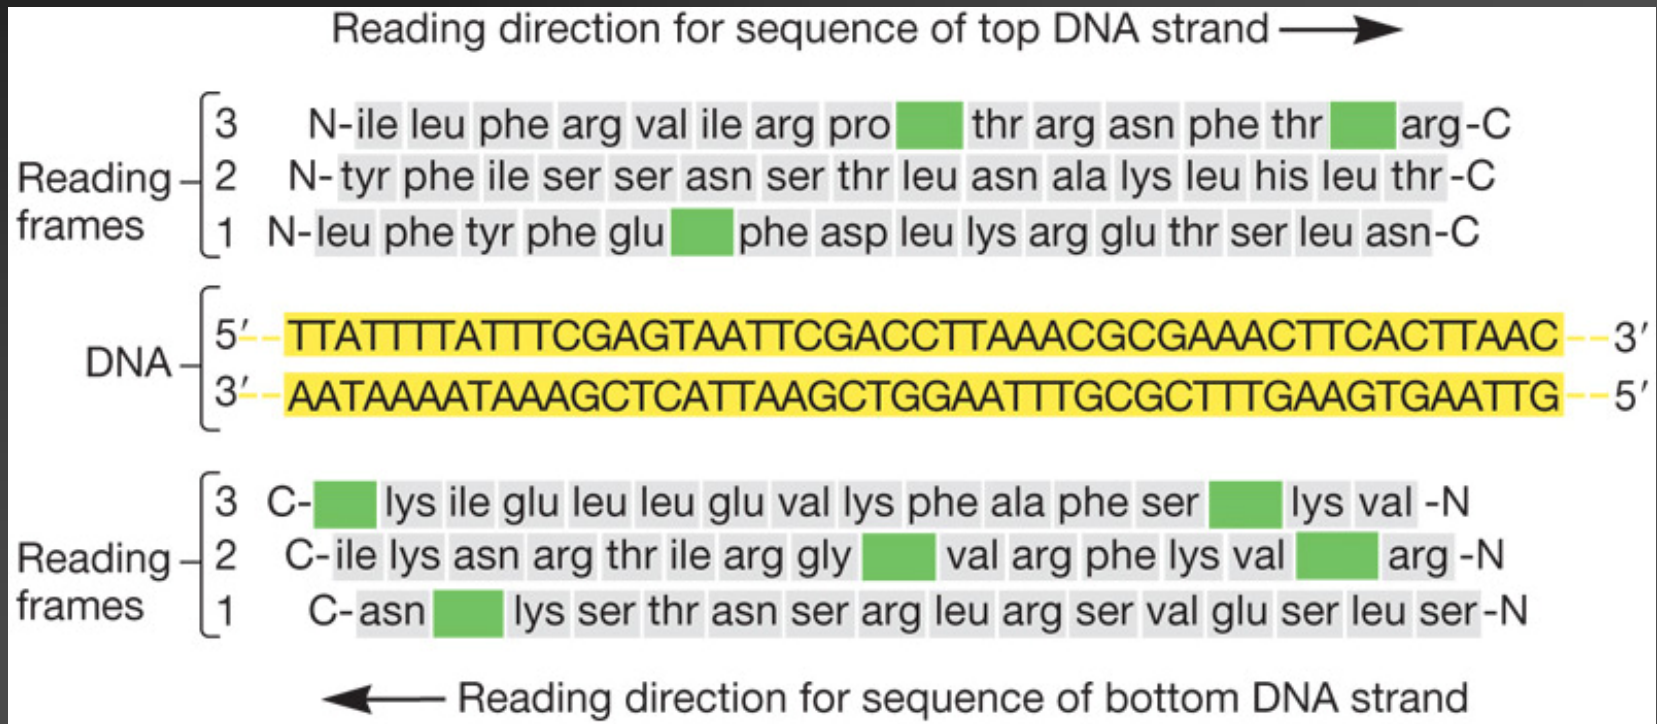 Reading direction for sequence of top DNA strand
3 N-ile leu phe arg val ile arg pro thr arg asn phe thr arg-C
Reading frames 2 N-tyr phe ile ser ser asn ser thr leu asn ala lys leu his leu thr-C
1 N-leu phe tyr phe glu phe asp leu lys arg glu thr ser leu asn-C
DNA
5′ TTATTTTATTTCGAGTAATTCGACCTTAAACGCGAAACTTCACTTAAC 3′
3′ AATAAAATAAAGCTCATTAAGCTGGAATTTGCGCTTTGAAGTGAATTG 5′
3 C- lys ile glu leu leu glu val lys phe ala phe ser lys val -N
Reading frames 2 C-ile lys asn arg thr ile arg gly val arg phe lys val arg -N
1 C-asn lys ser thr asn ser arg leu arg ser val glu ser leu ser-N
Reading direction for sequence of bottom DNA strand